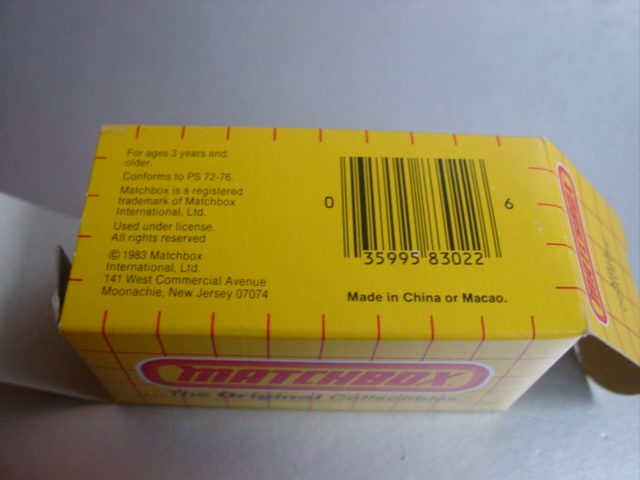 For ages 3 years and
older.
Conforms to PS 72-76.
Matchbox is a registered
trademark of Matchbox
International, Ltd.
Used under license.
All rights reserved
© 1983 Matchbox
International, Ltd.
141 West Commercial Avenue
Moonachie, New Jersey 07074
0 35995 83022 6
Made in China or Macao.
MATCHBOX
The Original Collectibles
MATCHBOX